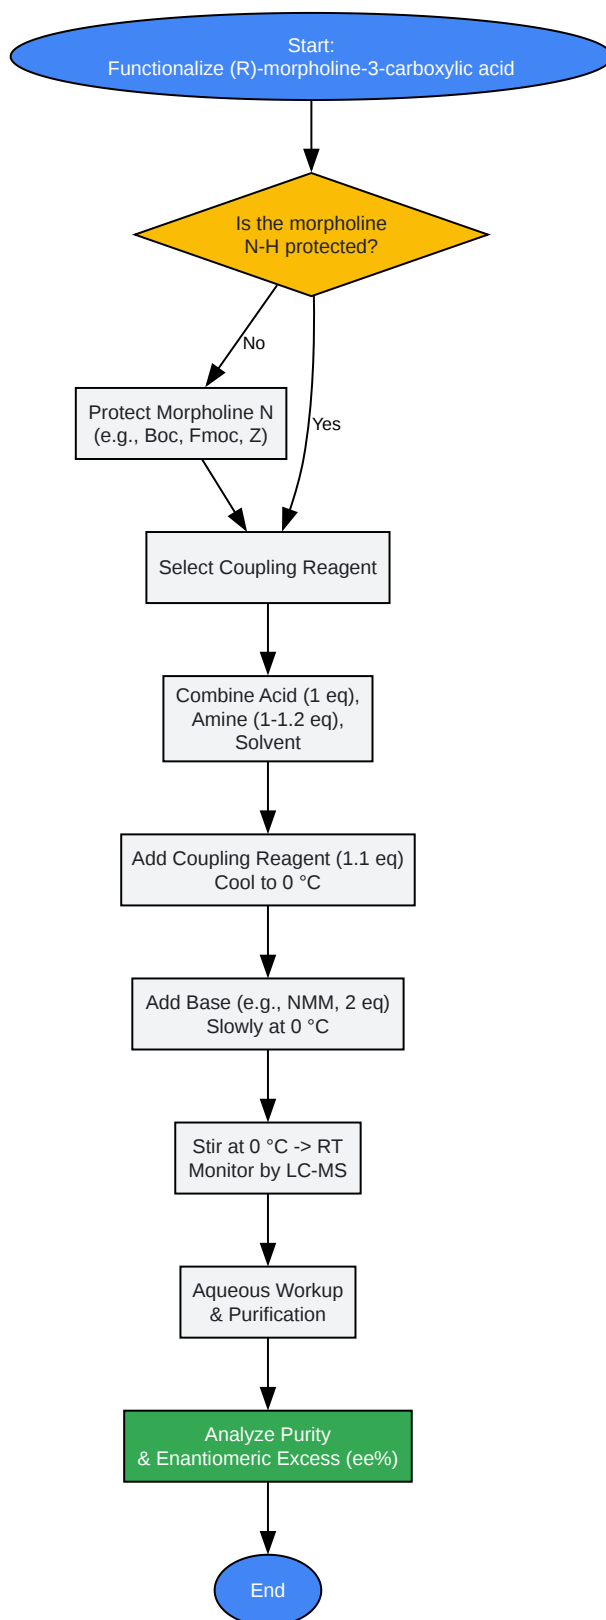 Start:
Functionalize (R)-morpholine-3-carboxylic acid
Is the morpholine
N-H protected?
No
Yes
Protect Morpholine N
(e.g., Boc, Fmoc, Z)
Select Coupling Reagent
Combine Acid (1 eq),
Amine (1-1.2 eq),
Solvent
Add Coupling Reagent (1.1 eq)
Cool to 0 °C
Add Base (e.g., NMM, 2 eq)
Slowly at 0 °C
Stir at 0 °C -> RT
Monitor by LC-MS
Aqueous Workup
& Purification
Analyze Purity
& Enantiomeric Excess (ee%)
End